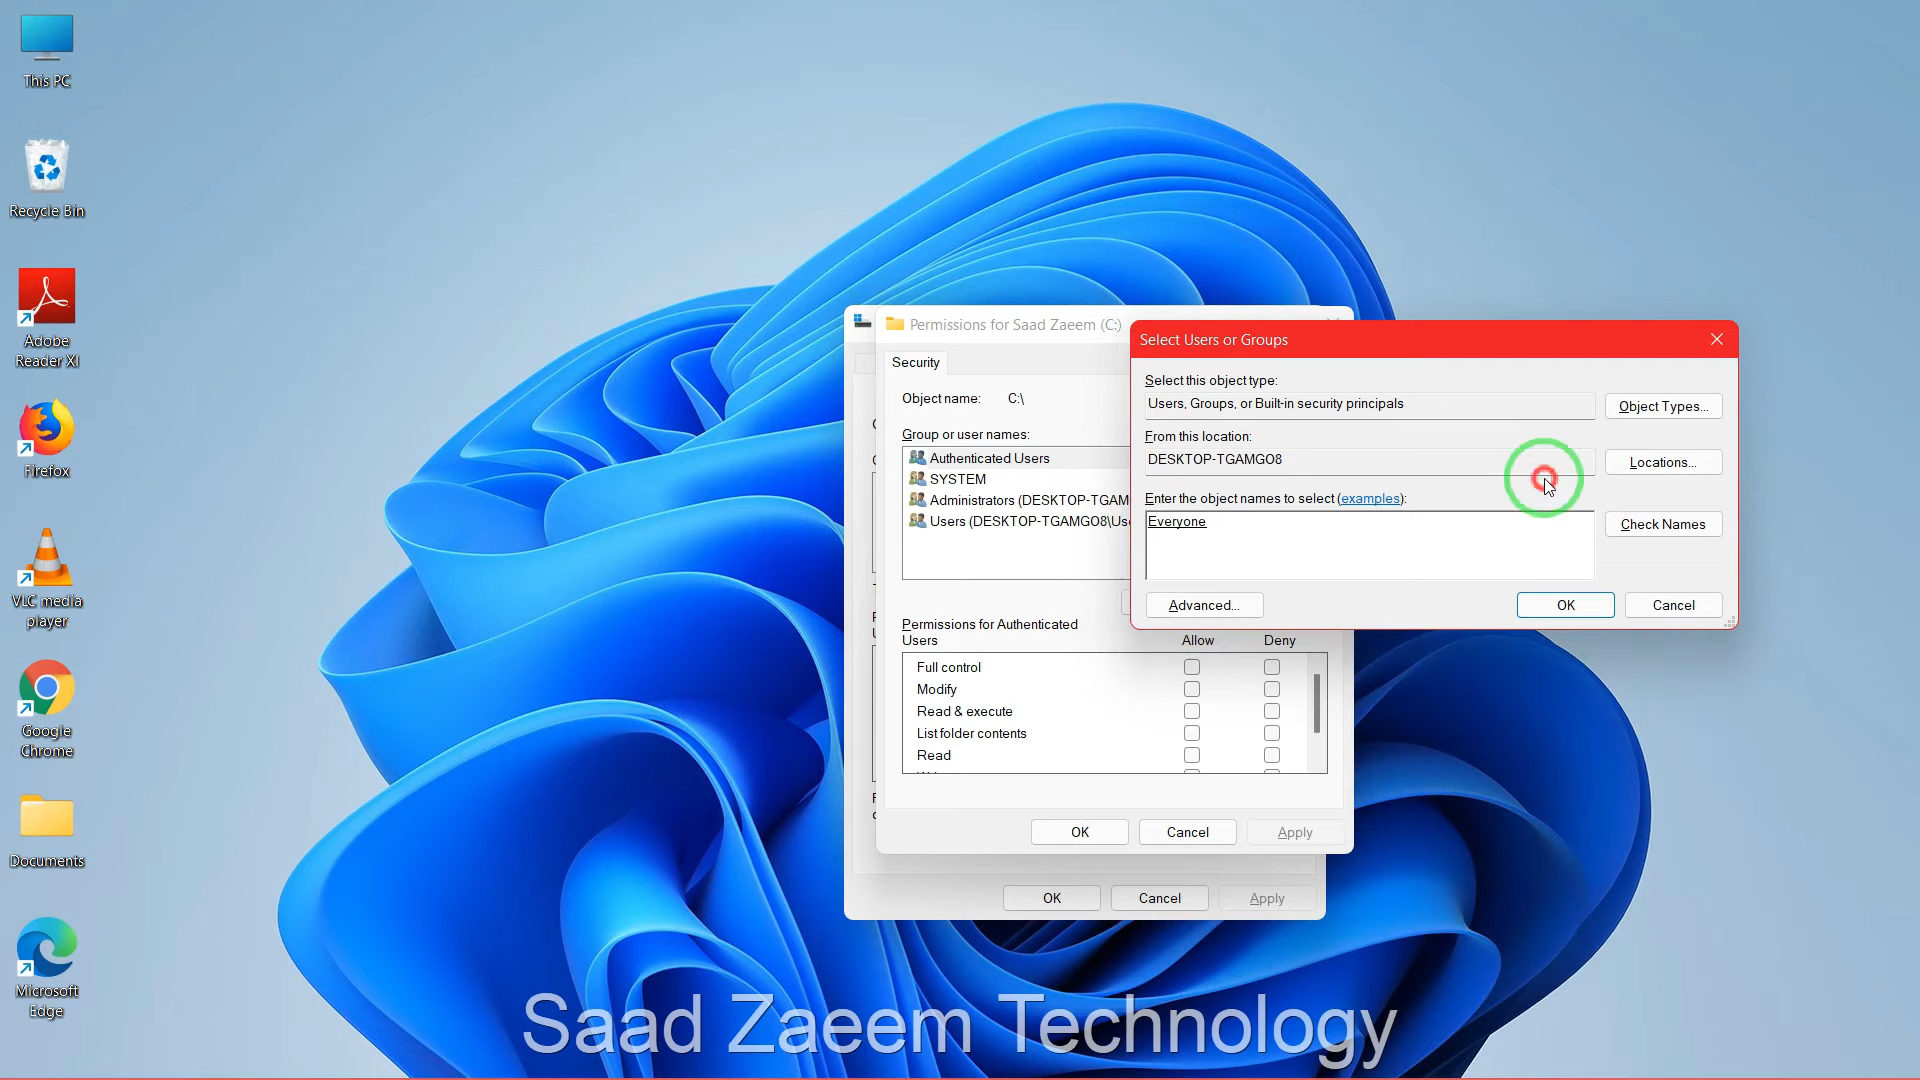 This PC
Recycle Bin
Adobe
Reader XI
Firefox
VLC media
player
Google
Chrome
Documents
Microsoft
Edge
Permissions for Saad Zaeem (C:)
Security
Object name: C:\
Group or user names:
Authenticated Users
SYSTEM
Administrators (DESKTOP-TGAM
Users (DESKTOP-TGAMGO8\Use
Permissions for Authenticated
Users
Allow Deny
Full control
Modify
Read & execute
List folder contents
Read
OK Cancel Apply
OK Cancel Apply
Select Users or Groups
Select this object type:
Users, Groups, or Built-in security principals
Object Types...
From this location:
DESKTOP-TGAMGO8
Locations...
Enter the object names to select (examples):
Everyone
Check Names
Advanced...
OK Cancel
Saad Zaeem Technology